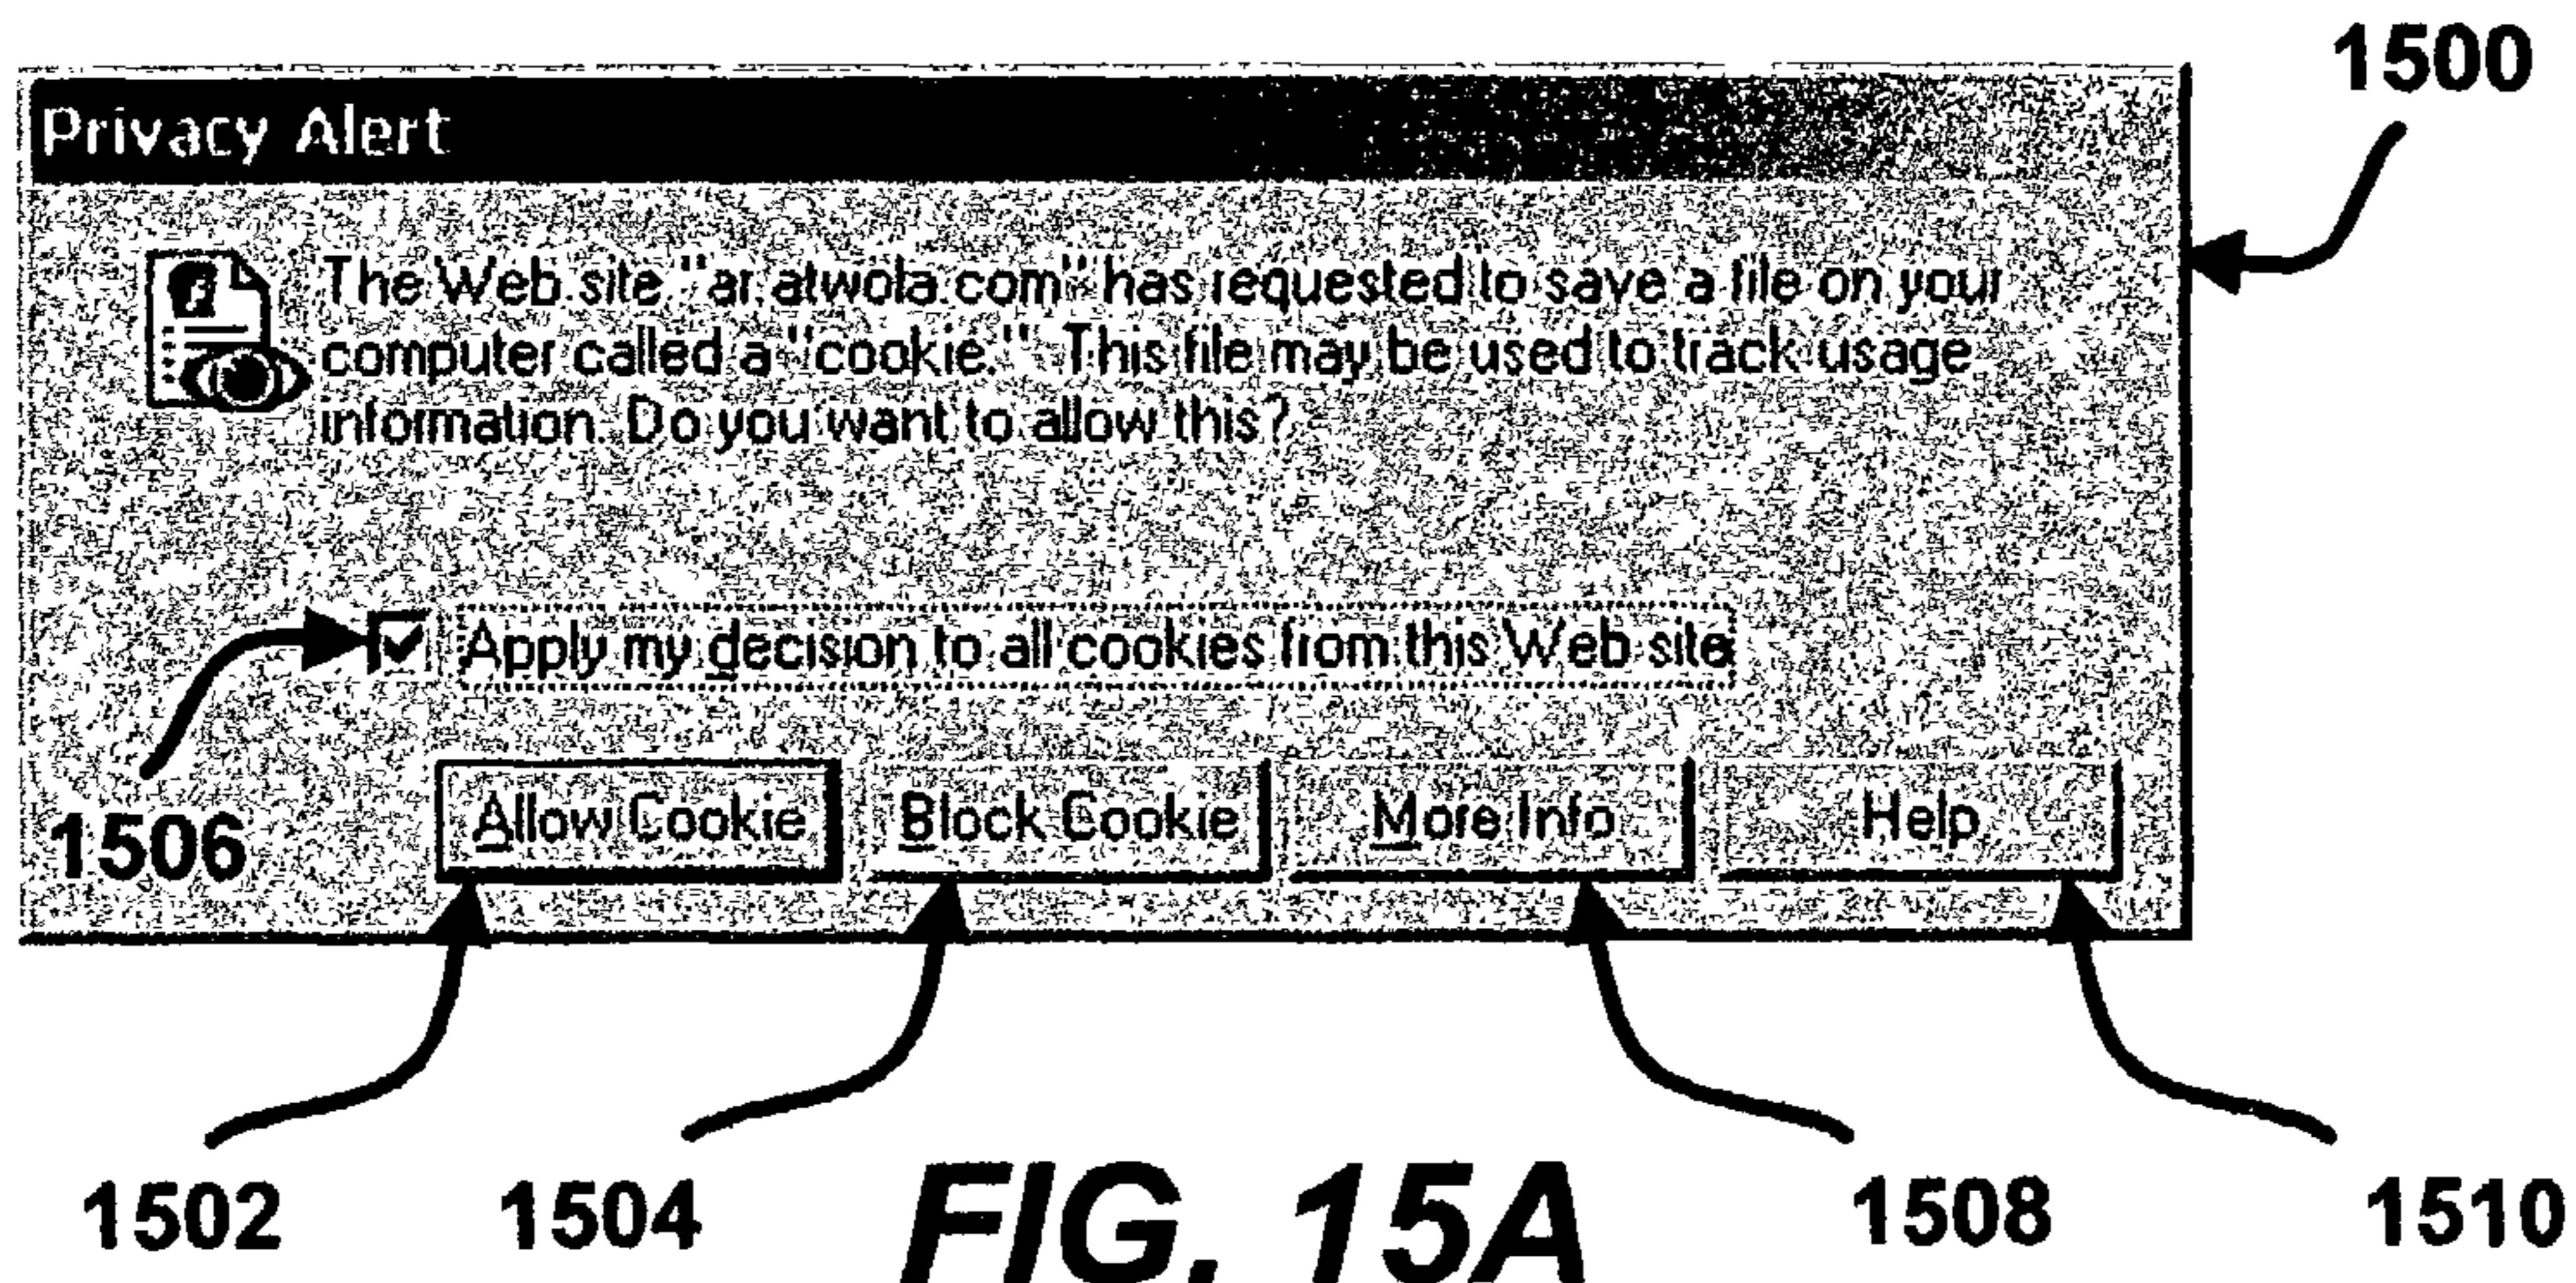 1500
Privacy Alert
The Web site "ar.atwola.com" has requested to save a file on your
computer called a "cookie." This file may be used to track usage
information. Do you want to allow this?
Apply my decision to all cookies from this Web site
1506
Allow Cookie Block Cookie More Info Help
1502 1504 1508 1510
FIG. 15A